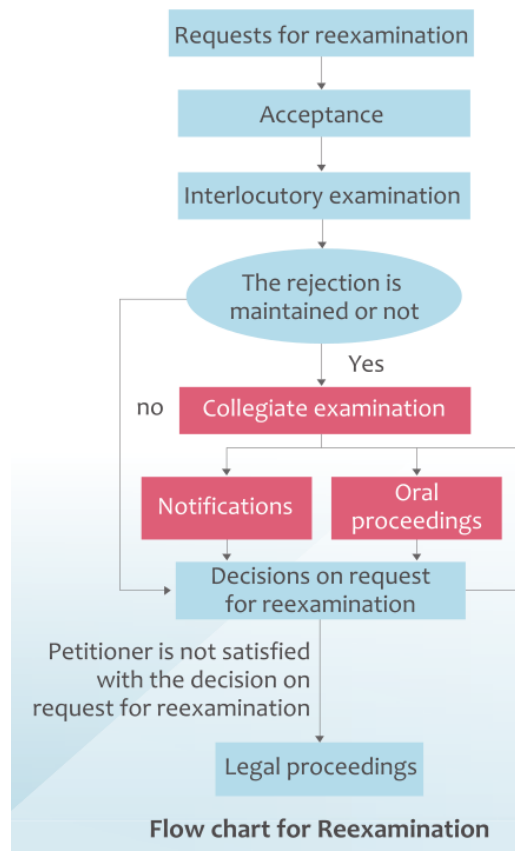 Requests for reexamination
Acceptance
Interlocutory examination
The rejection is
maintained or not
Yes
no
Collegiate examination
Notifications
Oral
proceedings
Decisions on request
for reexamination
Petitioner is not satisfied
with the decision on
request for reexamination
Legal proceedings
Flow chart for Reexamination